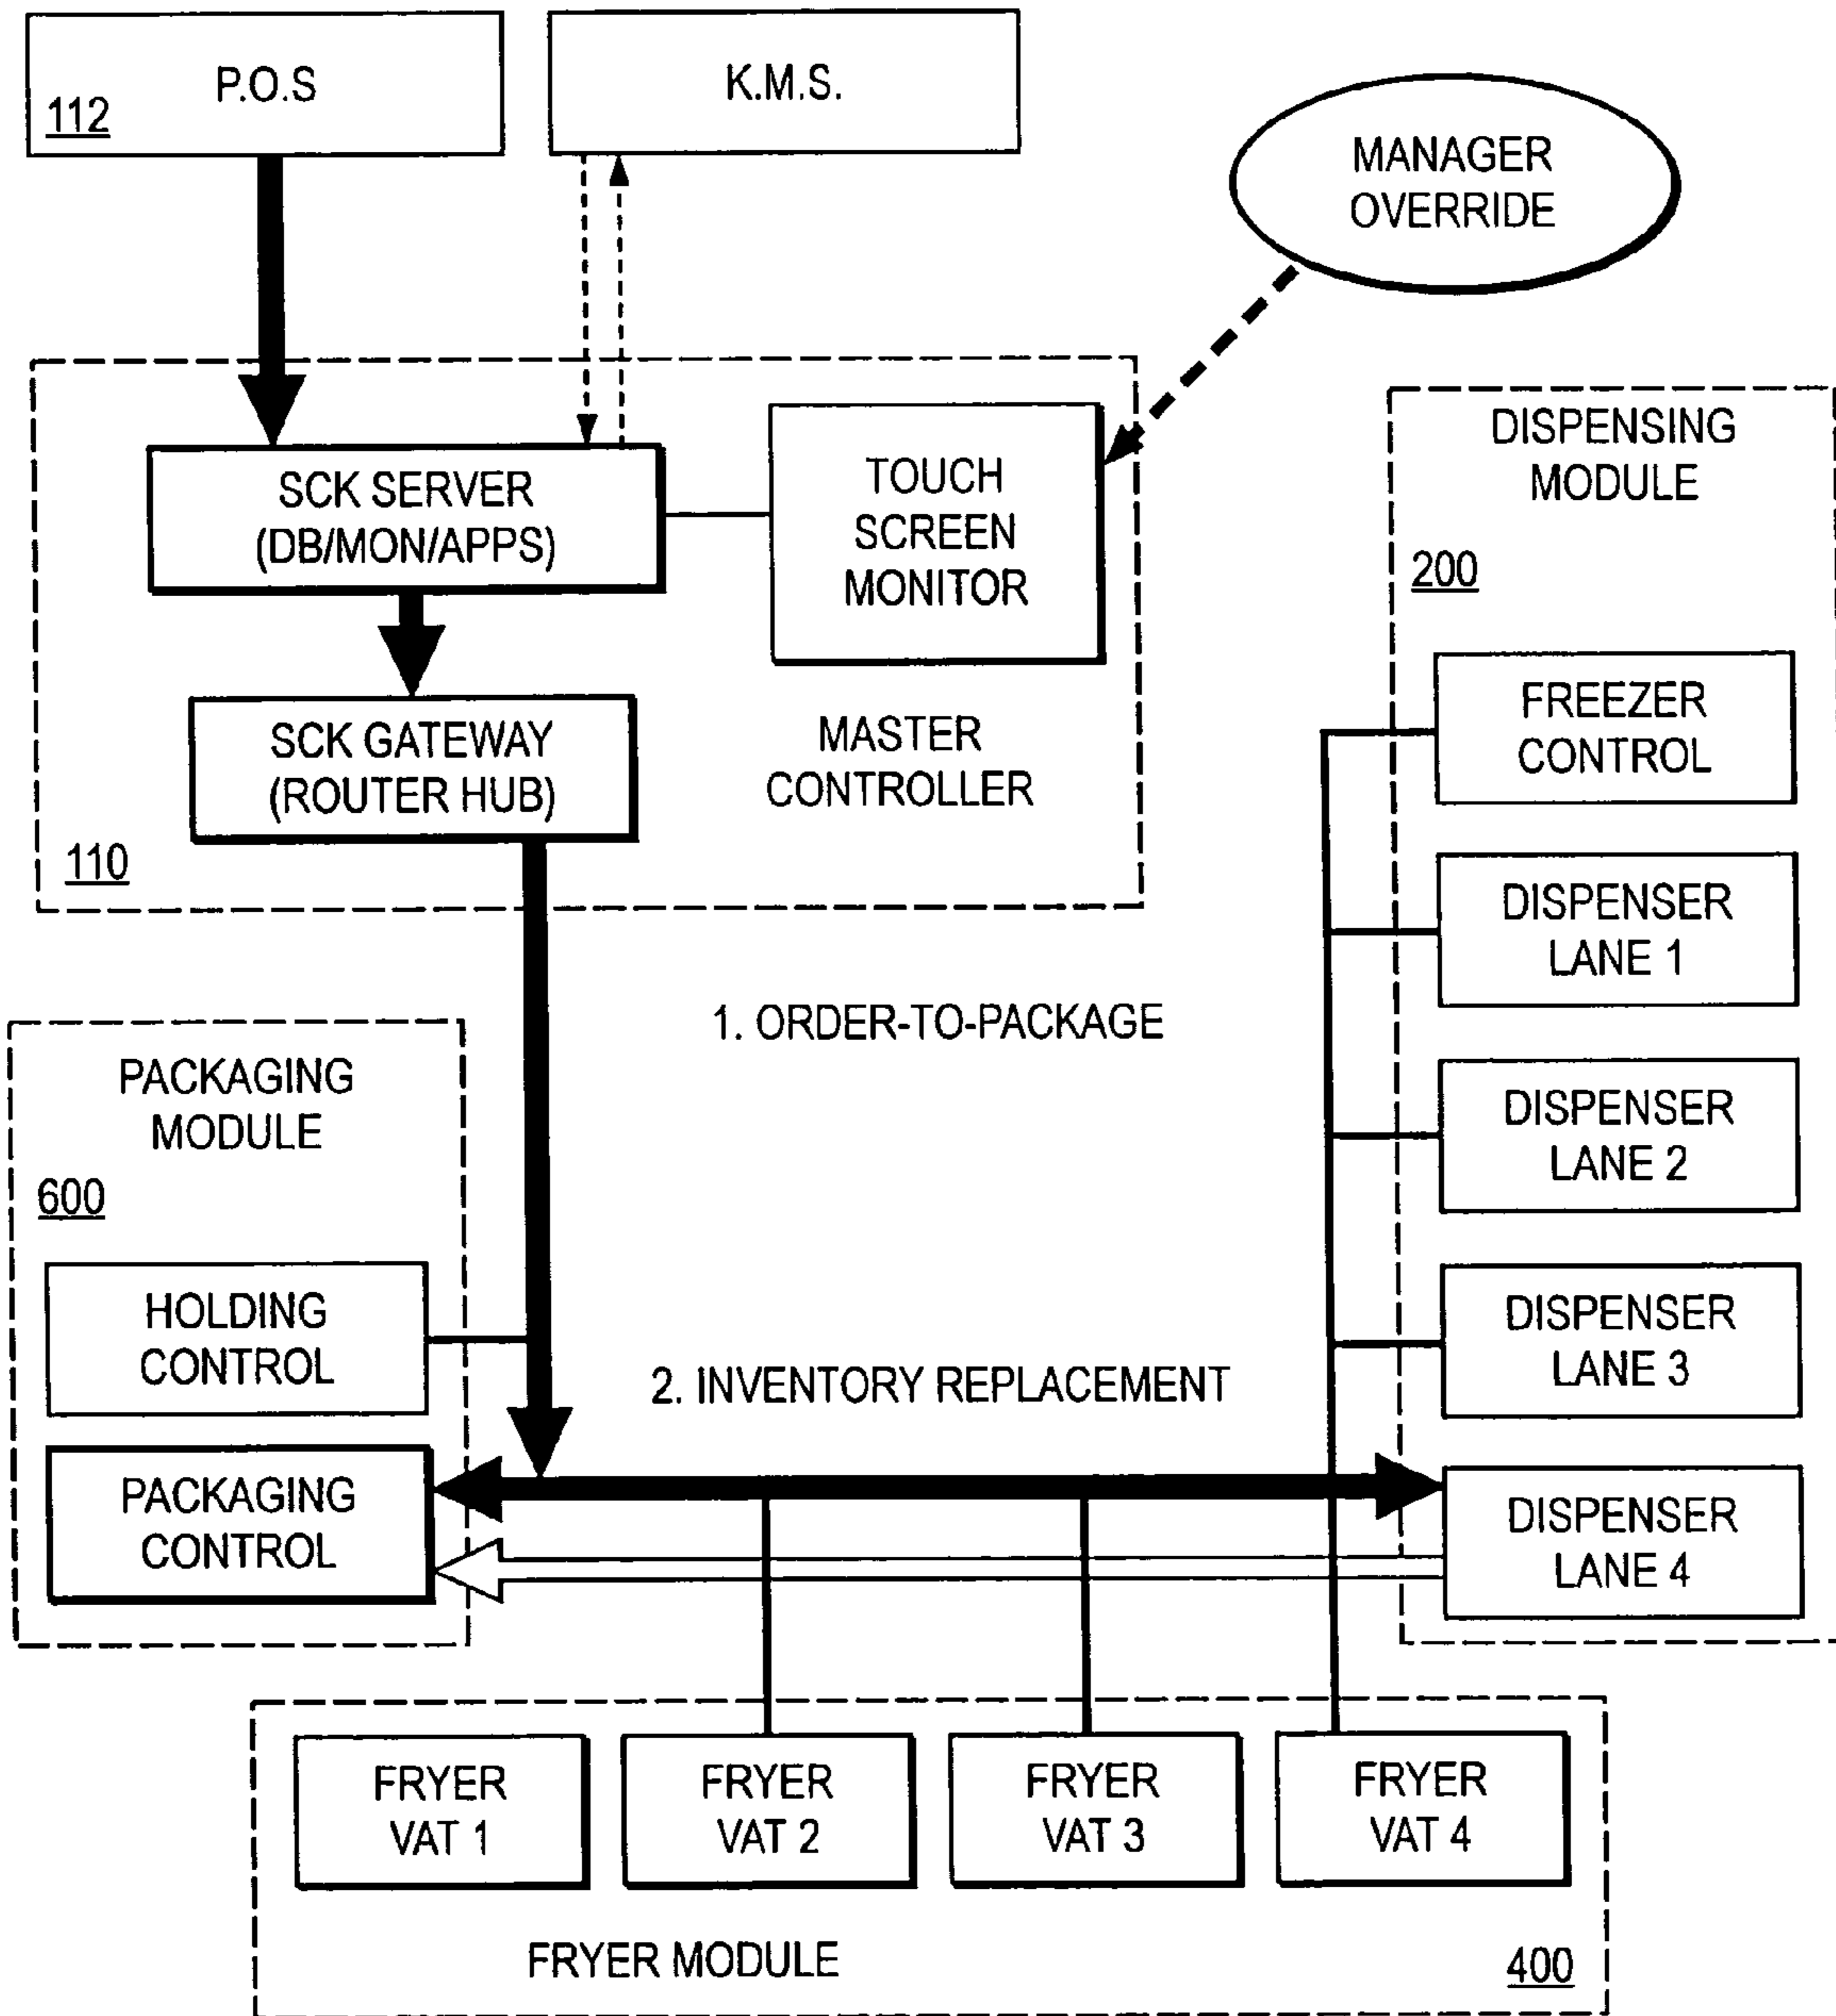 P.O.S
112
K.M.S.
MANAGER
OVERRIDE
SCK SERVER
(DB/MON/APPS)
TOUCH
SCREEN
MONITOR
SCK GATEWAY
(ROUTER HUB)
MASTER
CONTROLLER
110
DISPENSING
MODULE
200
FREEZER
CONTROL
DISPENSER
LANE 1
DISPENSER
LANE 2
DISPENSER
LANE 3
DISPENSER
LANE 4
1. ORDER-TO-PACKAGE
PACKAGING
MODULE
600
HOLDING
CONTROL
2. INVENTORY REPLACEMENT
PACKAGING
CONTROL
FRYER
VAT 1
FRYER
VAT 2
FRYER
VAT 3
FRYER
VAT 4
FRYER MODULE
400